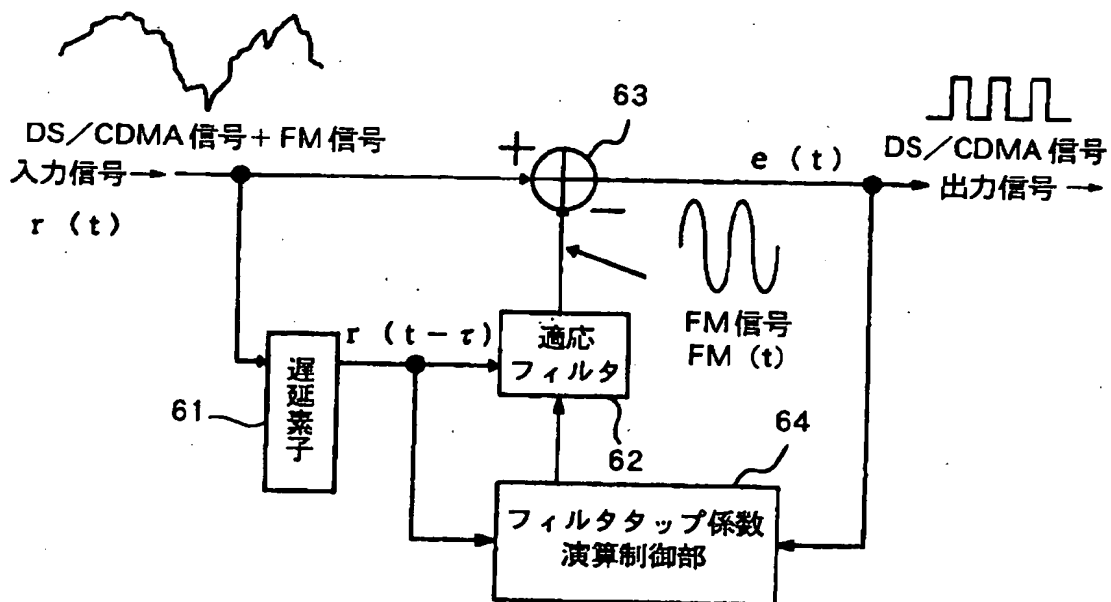 63
DS/CDMA信号+FM信号
入力信号→
r (t)
+
−
e (t)
DS/CDMA信号
出力信号→
FM信号
FM (t)
r (t−τ)
適応
フィルタ
遅延素子
61
62
64
フィルタタップ係数
演算制御部